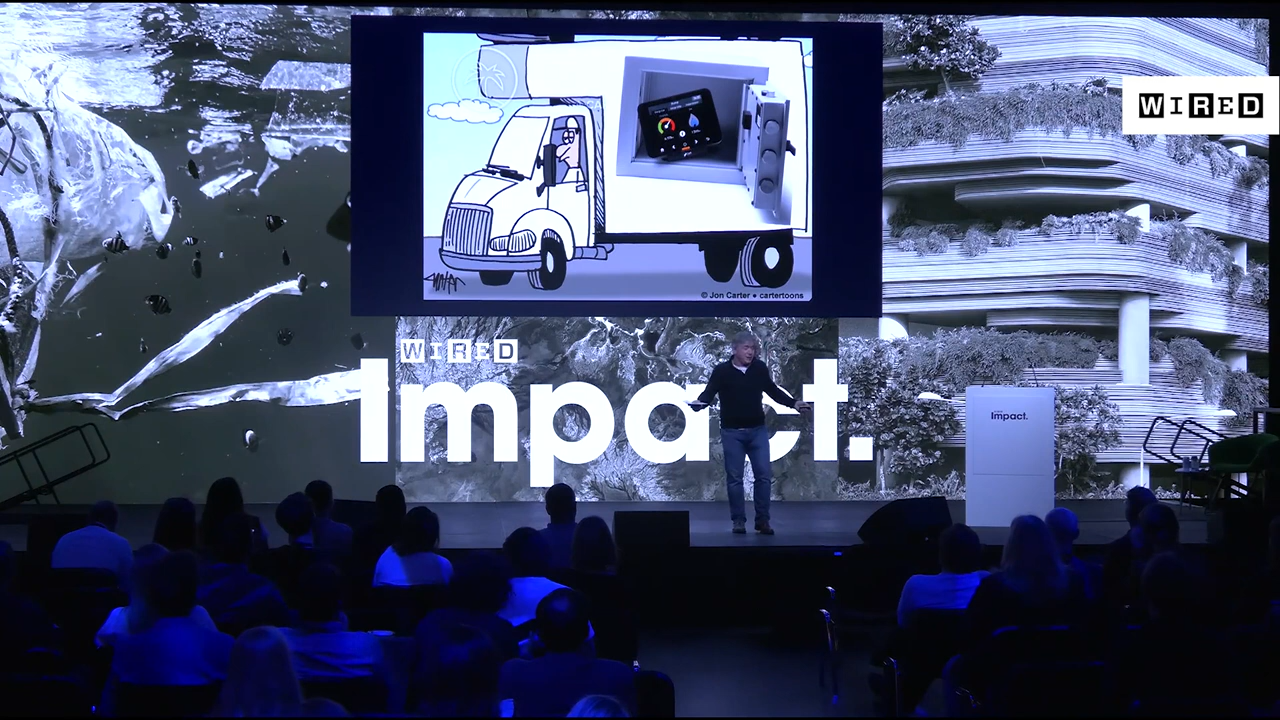 WIRED
© Jon Carter • cartertoons
WIRED
Impact.
Impact.